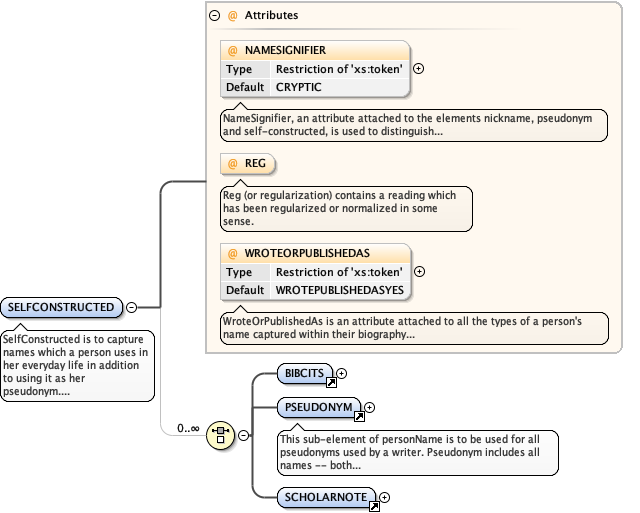 @ Attributes
@ NAMESIGNIFIER
Type Restriction of 'xs:token'
Default CRYPTIC
NameSignifier, an attribute attached to the elements nickname, pseudonym
and self-constructed, is used to distinguish...
@ REG
Reg (or regularization) contains a reading which
has been regularized or normalized in some
sense.
@ WROTEORPUBLISHEDAS
Type Restriction of 'xs:token'
Default WROTEPUBLISHEDASYES
WroteOrPublishedAs is an attribute attached to all the types of a person's
name captured within their biography...
SELFCONSTRUCTED
SelfConstructed is to capture
names which a person uses in
her everyday life in addition
to using it as her
pseudonym....
0..∞
BIBCITS
PSEUDONYM
This sub-element of personName is to be used for all
pseudonyms used by a writer. Pseudonym includes all
names -- both...
SCHOLARNOTE